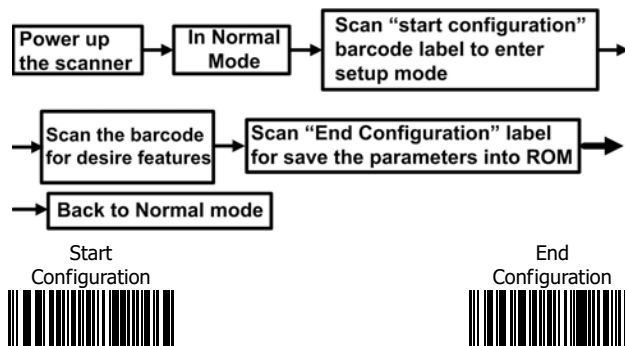 Power up
the scanner
In Normal
Mode
Scan “start configuration”
barcode label to enter
setup mode
Scan the barcode
for desire features
Scan “End Configuration” label
for save the parameters into ROM
Back to Normal mode
Start
Configuration
End
Configuration